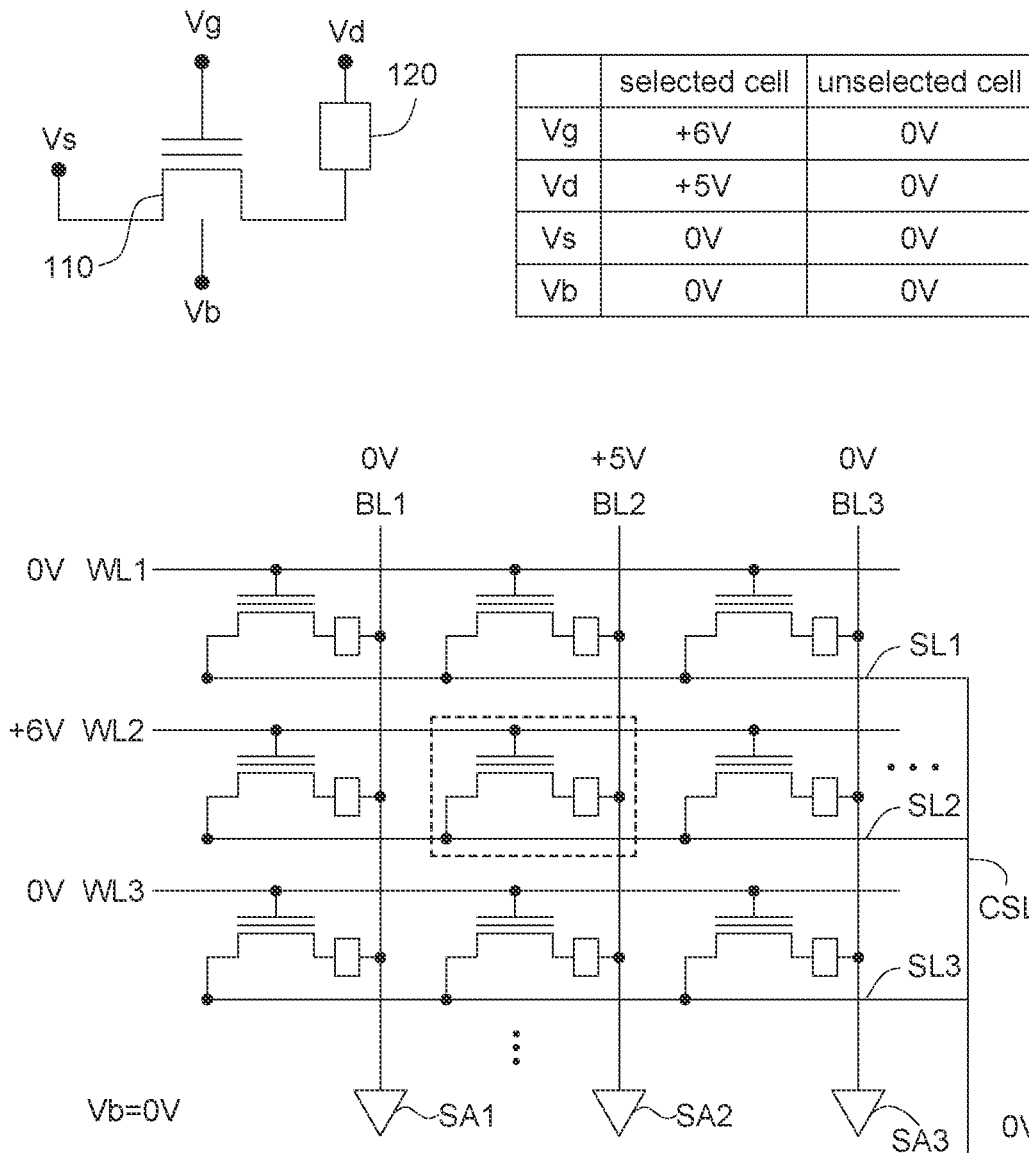 Vg
Vd
120
Vs
110
Vb
selected cell unselected cell
Vg +6V 0V
Vd +5V 0V
Vs 0V 0V
Vb 0V 0V
0V +5V 0V
BL1 BL2 BL3
0V WL1
SL1
+6V WL2
SL2
0V WL3
CSL
SL3
Vb=0V
SA1 SA2 SA3
0V